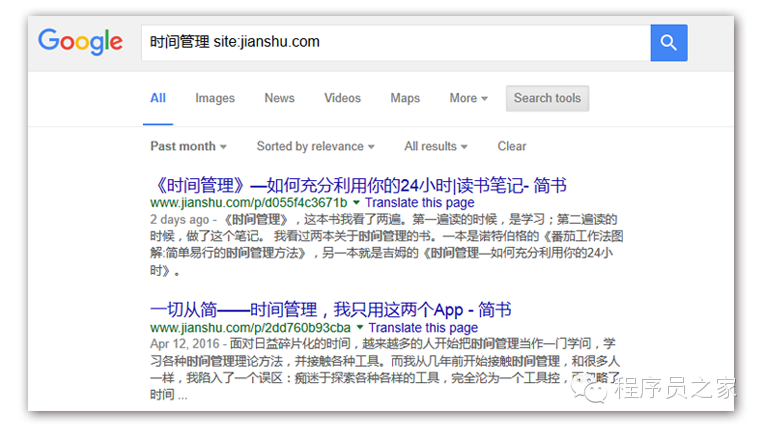 Google
时间管理 site:jianshu.com
All Images News Videos Maps More Search tools
Past month Sorted by relevance All results Clear
《时间管理》—如何充分利用你的24小时|读书笔记- 简书
www.jianshu.com/p/d055f4c3671b Translate this page
2 days ago - 《时间管理》，这本书我看了两遍。第一遍读的时候，是学习；第二遍读的
时候，做了这个笔记。 我看过两本关于时间管理的书。一本是诺特伯格的《番茄工作法图
解:简单易行的时间管理方法》，另一本就是吉姆的《时间管理—如何充分利用你的24小
时》。
一切从简——时间管理，我只用这两个App - 简书
www.jianshu.com/p/2dd760b93cba Translate this page
Apr 12, 2016 - 面对日益碎片化的时间，越来越多的人开始把时间管理当作一门学问，学
习各种时间管理理论方法，并接触各种工具。而我从几年前开始接触时间管理，和很多人
一样，我陷入了一个误区：痴迷于探索各种各样的工具，完全沦为一个工具控，了
时间 ...
程序员之家